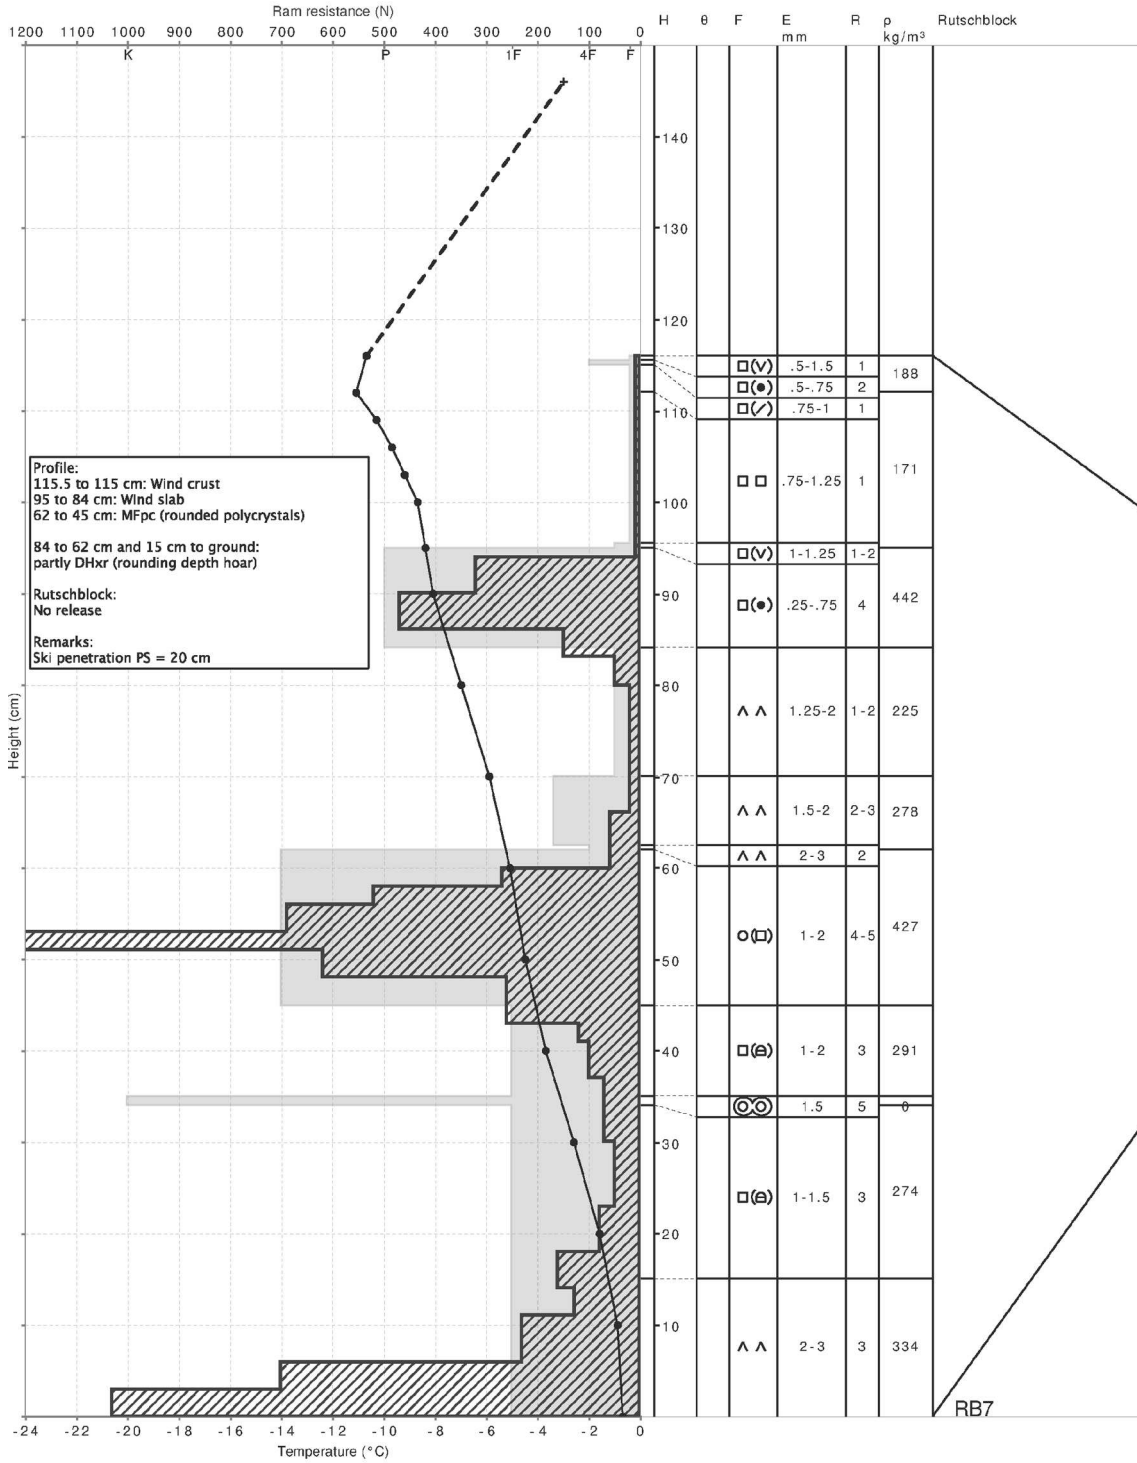 Ram resistance (N)
1200 1100 1000 900 800 700 600 500 400 300 200 100 0
K P 1F 4F F
H θ F E R ρ Rutschblock
mm kg/m³
140
130
120
110
100
90
80
70
60
50
40
30
20
10
Height (cm)
□(∨) .5-1.5 1 188
□(●) .5-.75 2
□(∕) .75-1 1
□ □ .75-1.25 1 171
□(∨) 1-1.25 1-2
□(●) .25-.75 4 442
∧ ∧ 1.25-2 1-2 225
∧ ∧ 1.5-2 2-3 278
∧ ∧ 2-3 2
○(□) 1-2 4-5 427
1-2 3 291
1.5 5 0
1-1.5 3 274
∧ ∧ 2-3 3 334
Profile:
115.5 to 115 cm: Wind crust
95 to 84 cm: Wind slab
62 to 45 cm: MFpc (rounded polycrystals)
84 to 62 cm and 15 cm to ground:
partly DHxr (rounding depth hoar)
Rutschblock:
No release
Remarks:
Ski penetration PS = 20 cm
RB7
-24 -22 -20 -18 -16 -14 -12 -10 -8 -6 -4 -2 0
Temperature (°C)